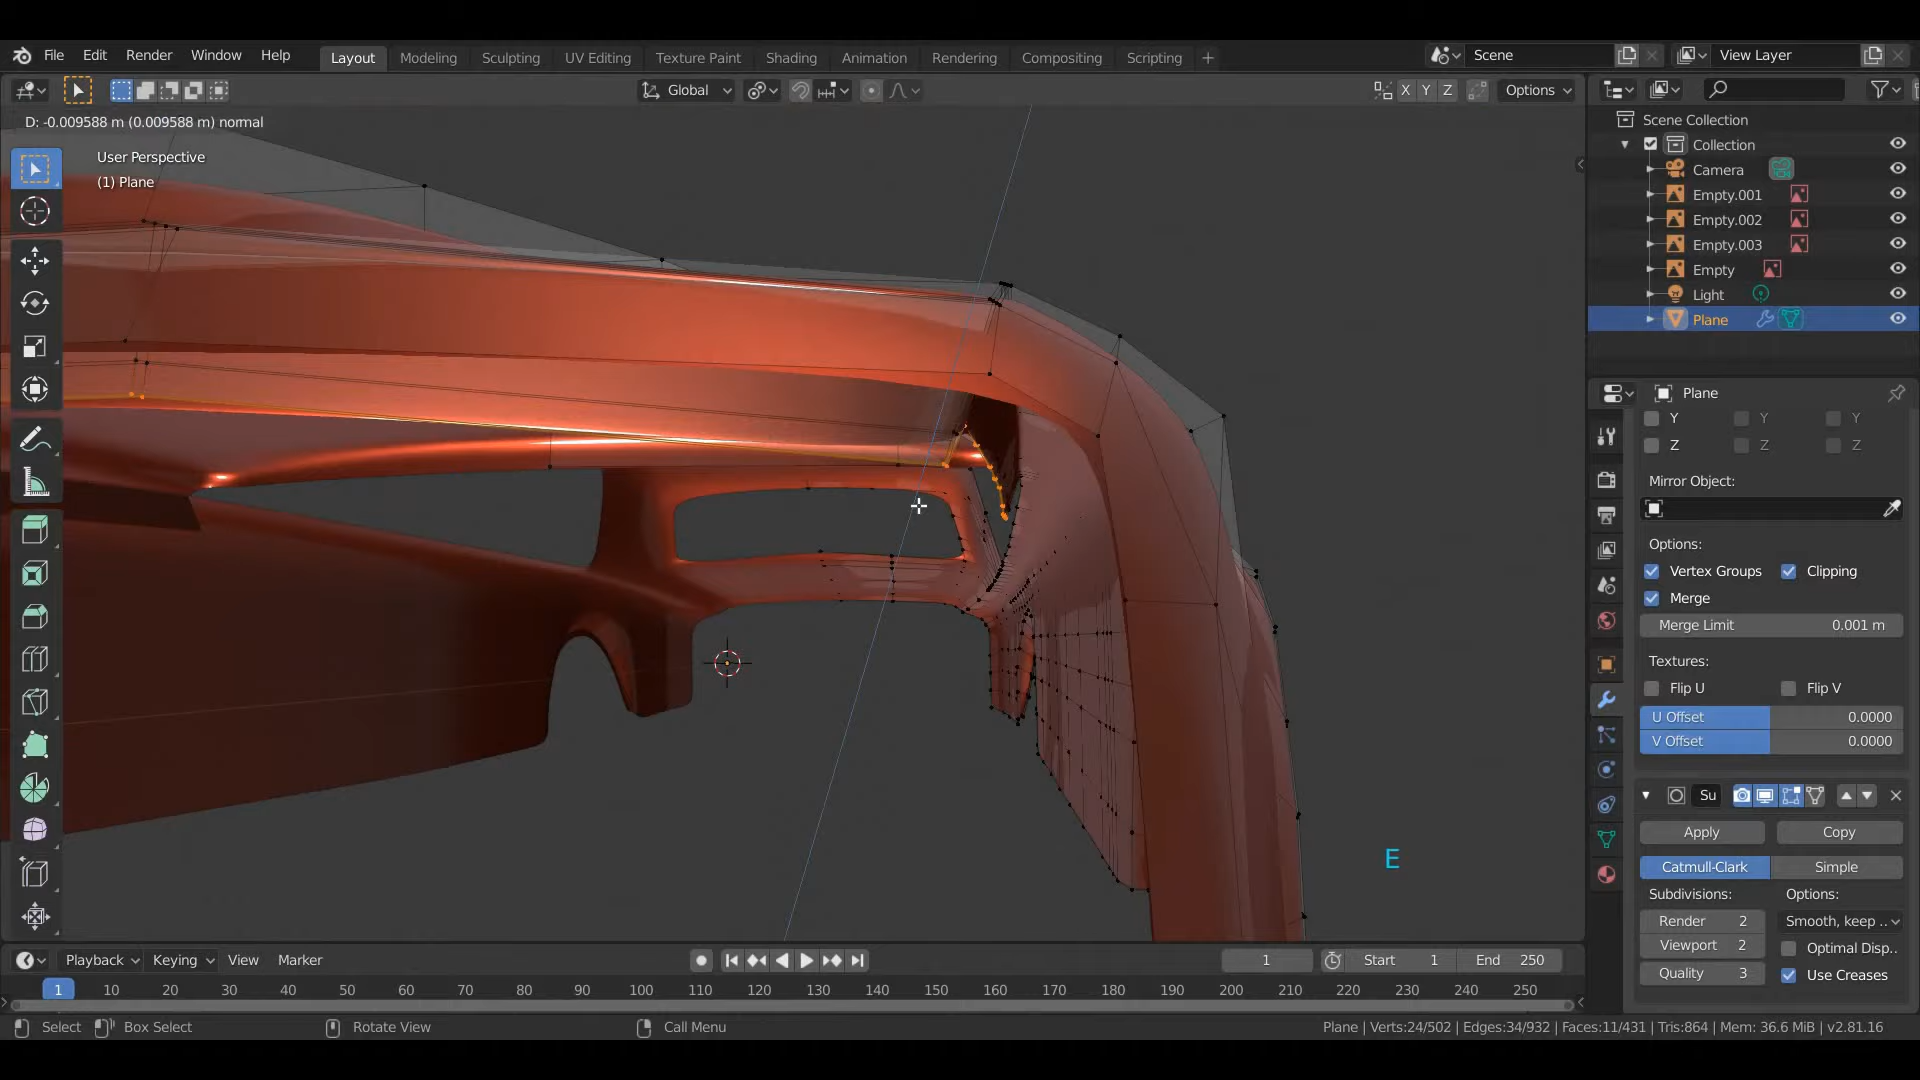 File Edit Render Window Help Layout Modeling Sculpting UV Editing Texture Paint Shading Animation Rendering Compositing Scripting + Scene View Layer
Global X Y Z Options
D: -0.009588 m (0.009588 m) normal
User Perspective
(1) Plane
Scene Collection
Collection
Camera
Empty.001
Empty.002
Empty.003
Empty
Light
Plane
Plane
Y Y Y
Z Z Z
Mirror Object:
Options:
Vertex Groups Clipping
Merge
Merge Limit 0.001 m
Textures:
Flip U Flip V
U Offset 0.0000
V Offset 0.0000
Su
Apply Copy
Catmull-Clark Simple
Subdivisions: Options:
Render 2 Smooth, keep ..
Viewport 2 Optimal Disp..
Quality 3 Use Creases
E
Playback Keying View Marker 1 Start 1 End 250
1 10 20 30 40 50 60 70 80 90 100 110 120 130 140 150 160 170 180 190 200 210 220 230 240 250
Select Box Select Rotate View Call Menu Plane | Verts:24/502 | Edges:34/932 | Faces:11/431 | Tris:864 | Mem: 36.6 MiB | v2.81.16